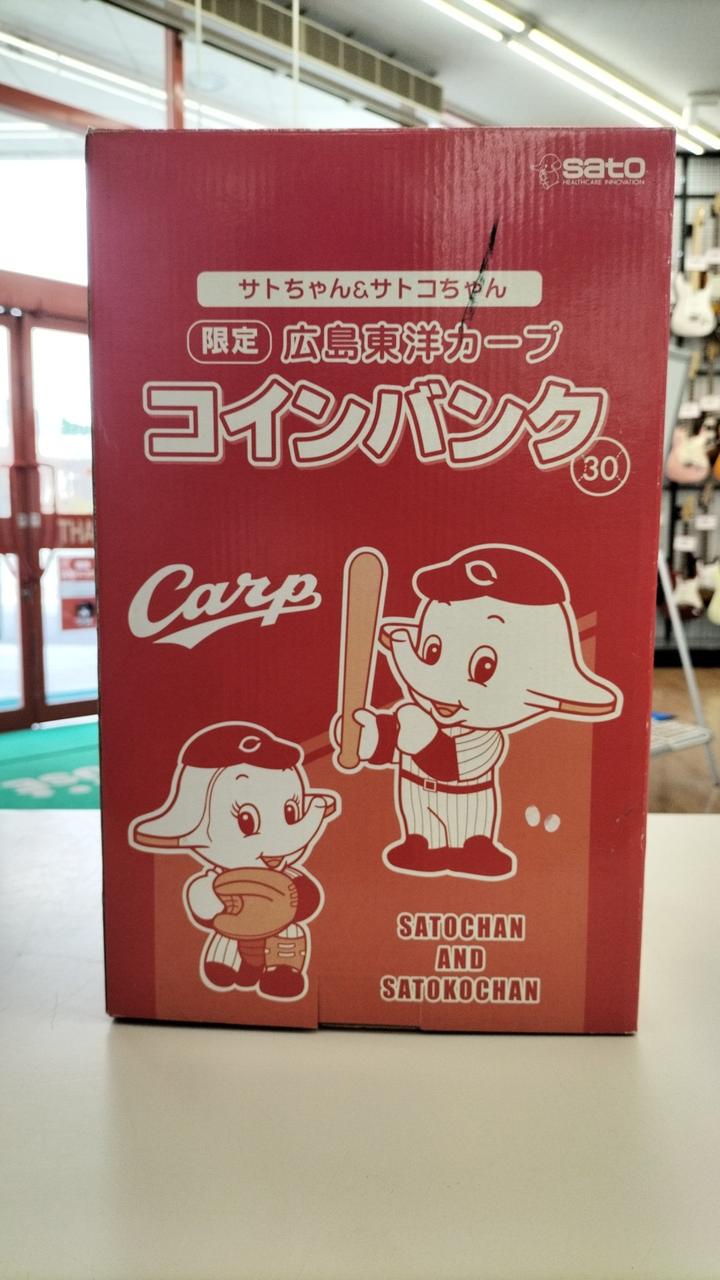 sato
HEALTHCARE INNOVATION
サトちゃん&サトコちゃん
限定 広島東洋カープ
コインバンク
30
Carp
SATOCHAN
AND
SATOKOCHAN
THA